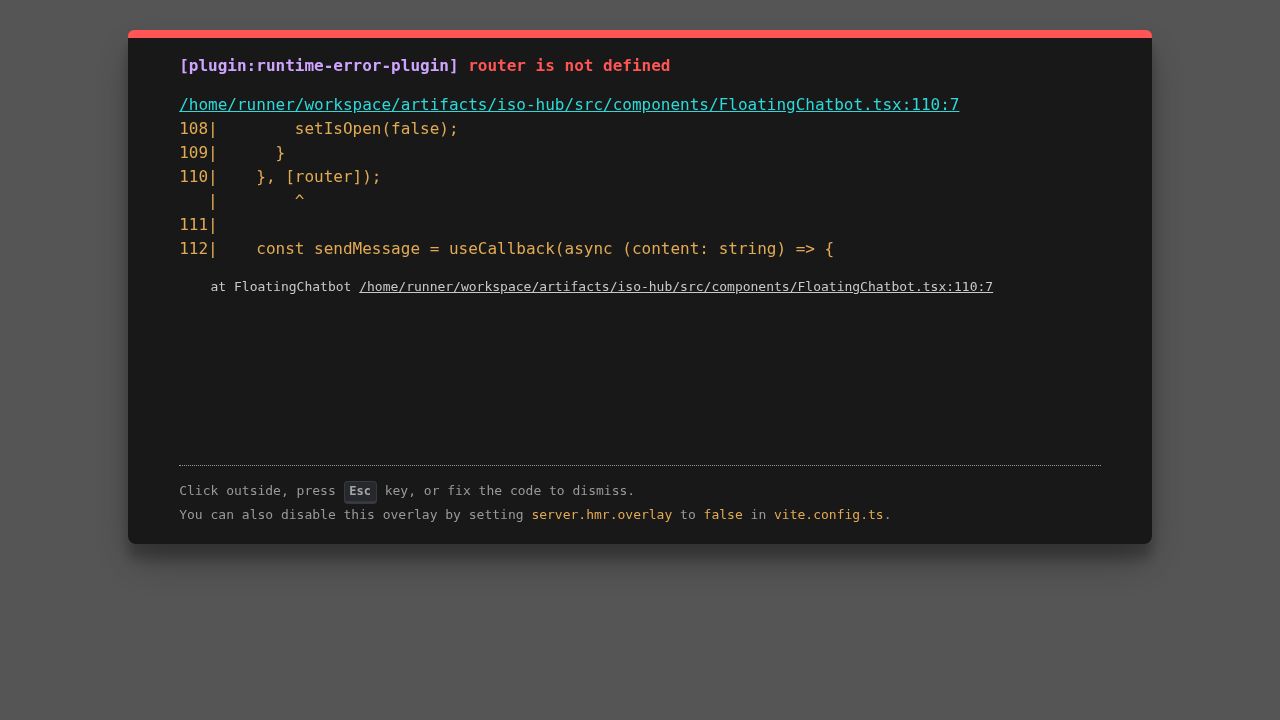 [plugin:runtime-error-plugin] router is not defined
/home/runner/workspace/artifacts/iso-hub/src/components/FloatingChatbot.tsx:110:7
108|        setIsOpen(false);
109|      }
110|    }, [router]);
   |        ^
111|
112|    const sendMessage = useCallback(async (content: string) => {
at FloatingChatbot /home/runner/workspace/artifacts/iso-hub/src/components/FloatingChatbot.tsx:110:7
Click outside, press Esc key, or fix the code to dismiss.
You can also disable this overlay by setting server.hmr.overlay to false in vite.config.ts.